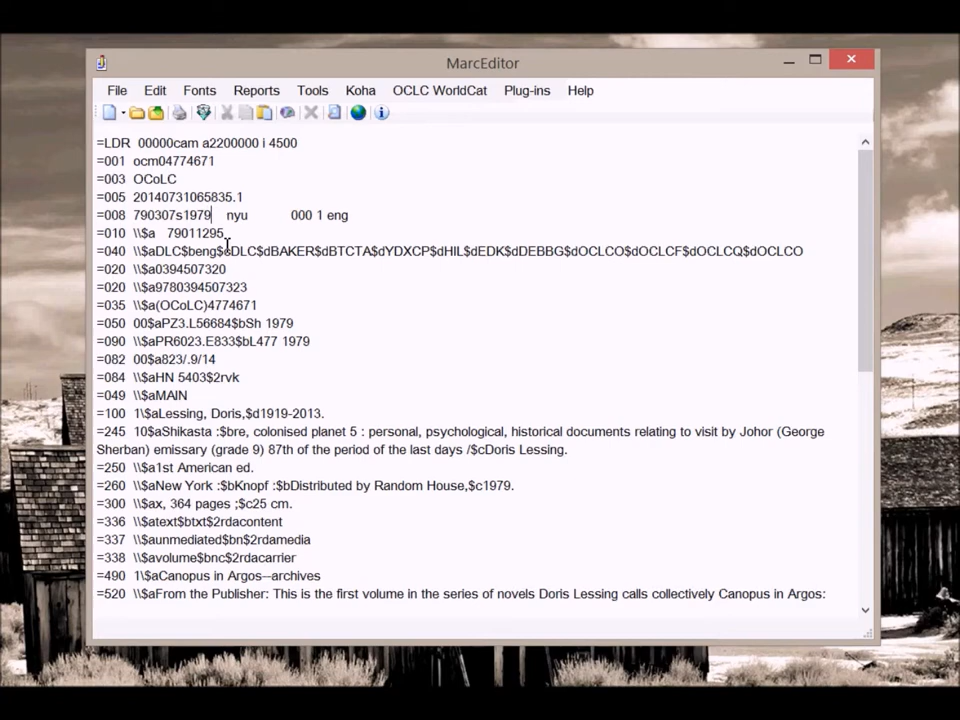 MarcEditor
File Edit Fonts Reports Tools Koha OCLC WorldCat Plug-ins Help
=LDR 00000cam a2200000 i 4500
=001 ocm04774671
=003 OCoLC
=005 20140731065835.1
=008 790307s1979 nyu 000 1 eng
=010 \\$a 79011295
=040 \\$aDLC$beng$cDLC$dBAKER$dBTCTA$dYDXCP$dHIL$dEDK$dDEBBG$dOCLCO$dOCLCF$dOCLCQ$dOCLCO
=020 \\$a0394507320
=020 \\$a9780394507323
=035 \\$a(OCoLC)4774671
=050 00$aPZ3.L56684$bSh 1979
=090 \\$aPR6023.E833$bL477 1979
=082 00$a823/.9/14
=084 \\$aHN 5403$2rvk
=049 \\$aMAIN
=100 1\$aLessing, Doris,$d1919-2013.
=245 10$aShikasta :$bre, colonised planet 5 : personal, psychological, historical documents relating to visit by Johor (George
Sherban) emissary (grade 9) 87th of the period of the last days /$cDoris Lessing.
=250 \\$a1st American ed.
=260 \\$aNew York :$bKnopf :$bDistributed by Random House,$c1979.
=300 \\$ax, 364 pages ;$c25 cm.
=336 \\$atext$btxt$2rdacontent
=337 \\$aunmediated$bn$2rdamedia
=338 \\$avolume$bnc$2rdacarrier
=490 1\$aCanopus in Argos--archives
=520 \\$aFrom the Publisher: This is the first volume in the series of novels Doris Lessing calls collectively Canopus in Argos: